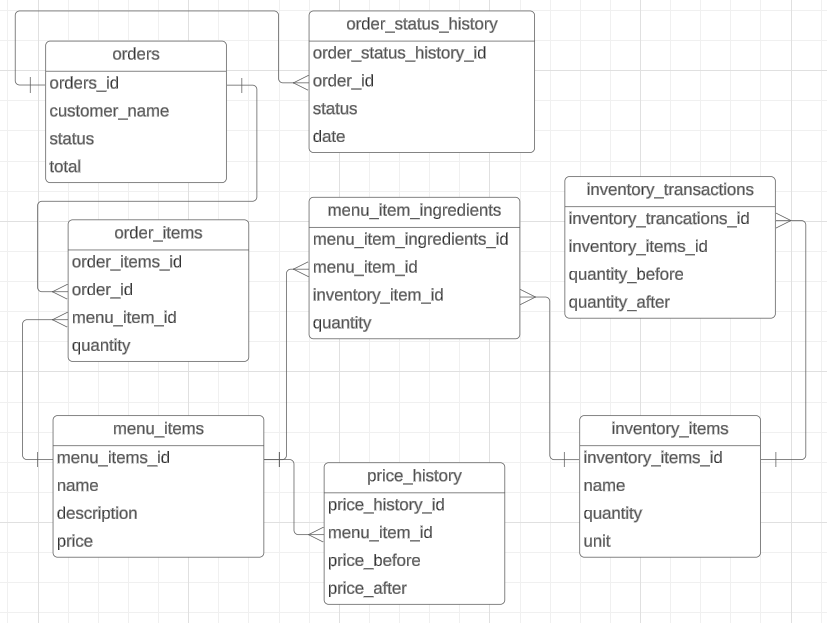 order_status_history
order_status_history_id
order_id
status
date
orders
orders_id
customer_name
status
total
inventory_transactions
inventory_trancations_id
inventory_items_id
quantity_before
quantity_after
menu_item_ingredients
menu_item_ingredients_id
menu_item_id
inventory_item_id
quantity
order_items
order_items_id
order_id
menu_item_id
quantity
menu_items
menu_items_id
name
description
price
inventory_items
inventory_items_id
name
quantity
unit
price_history
price_history_id
menu_item_id
price_before
price_after